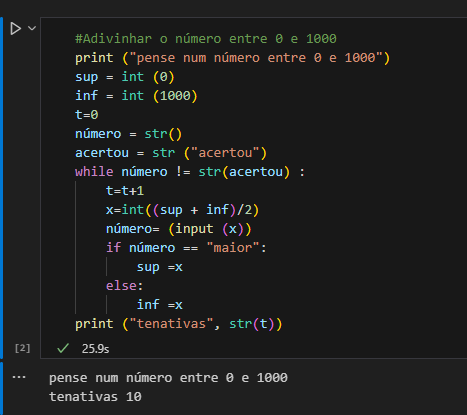 #Adivinhar o número entre 0 e 1000
print ("pense num número entre 0 e 1000")
sup = int (0)
inf = int (1000)
t=0
número = str()
acertou = str ("acertou")
while número != str(acertou) :
    t=t+1
    x=int((sup + inf)/2)
    número= (input (x))
    if número == "maior":
        sup =x
    else:
        inf =x
print ("tenativas", str(t))
[2] 25.9s
... pense num número entre 0 e 1000
tenativas 10